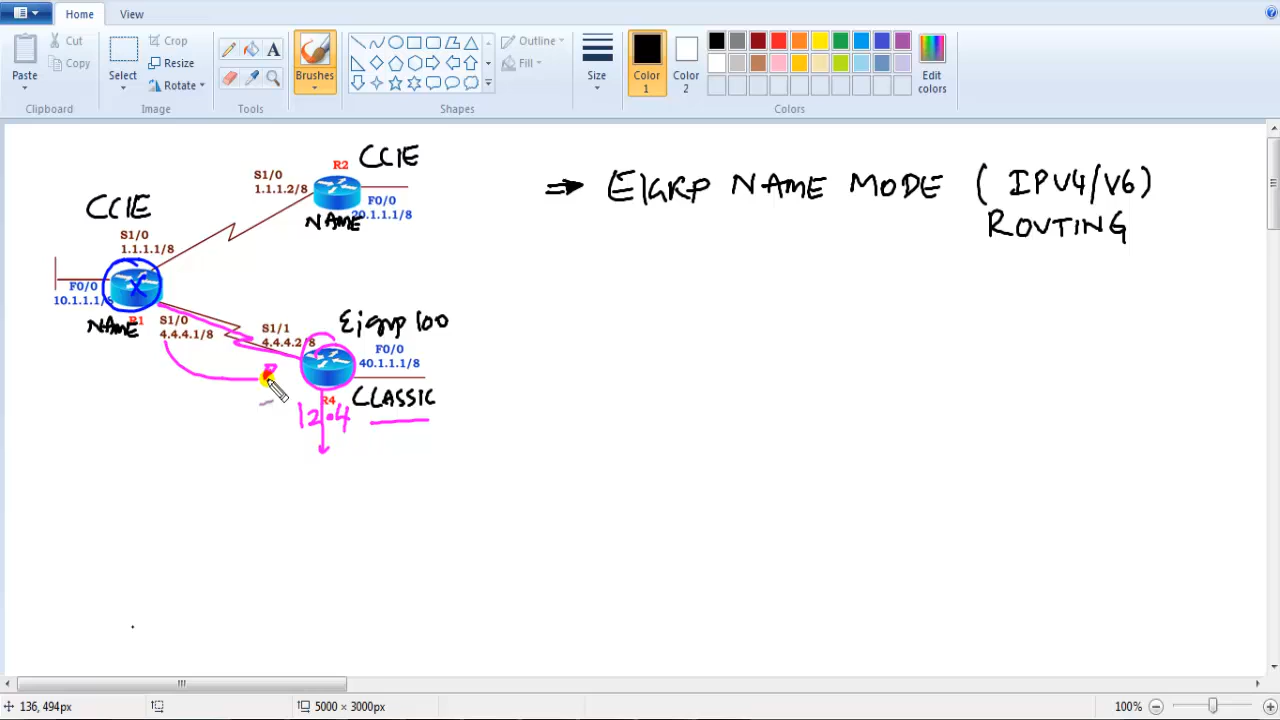 Home
View
Paste
Cut
Copy
Clipboard
Select
Crop
Resize
Rotate
Image
A
Tools
Brushes
Outline
Fill
Shapes
Size
Color
1
Color
2
Edit
colors
Colors
CCIE
R2
S1/0
1.1.1.2/8
F0/0
20.1.1.1/8
NAME
CCIE
S1/0
1.1.1.1/8
F0/0
10.1.1.1/8
X
R1
NAME
S1/0
4.4.4.1/8
S1/1
4.4.4.2/8
Eigrp 100
F0/0
40.1.1.1/8
R4
CLASSIC
12.4
⇒ EIGRP NAME MODE ( IPV4/V6)
ROUTING
136, 494px
5000 × 3000px
100%